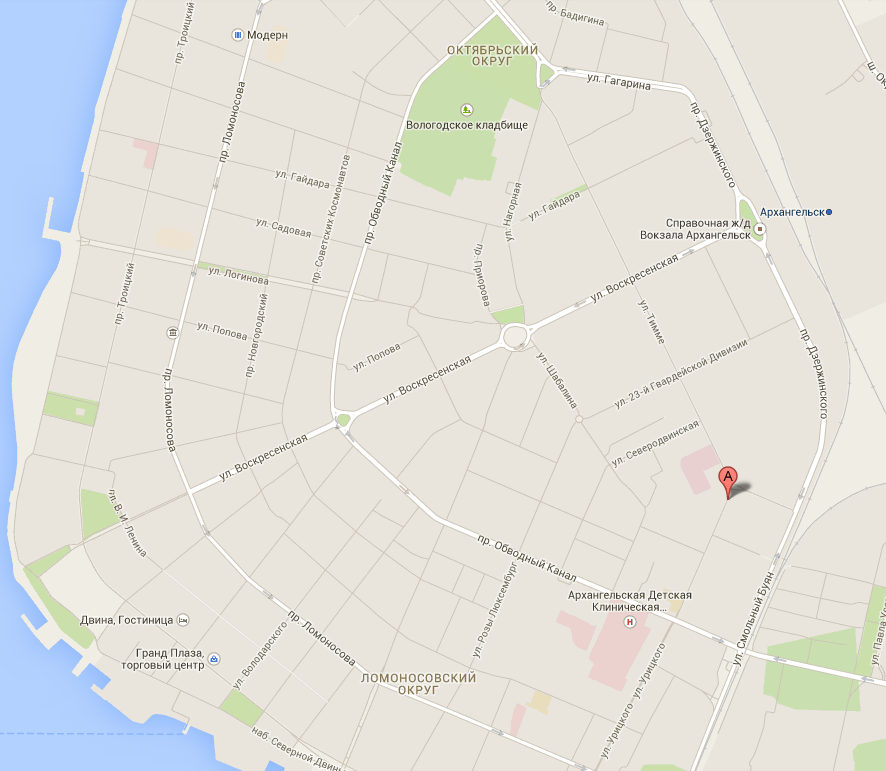 пр. Бадигина
пр. Троицкий
Модерн
ОКТЯБРЬСКИЙ
ОКРУГ
ул. Гагарина
пр. Ломоносова
Вологодское кладбище
пр. Дзержинского
пр. Обводный Канал
ул. Гайдара
пр. Советских Космонавтов
ул. Нагорная
ул. Гайдара
Архангельск
ул. Садовая
Справочная ж/д
Вокзала Архангельск
пр. Приорова
ул. Логинова
ул. Воскресенская
пр. Троицкий
пр. Новгородский
ул. Попова
ул. Тимме
ул. Попова
ул. Воскресенская
ул. Шабалина
ул. 23-й Гвардейской Дивизии
пр. Дзержинского
пр. Ломоносова
ул. Воскресенская
ул. Северодвинская
A
пл. В. И. Ленина
пр. Обводный Канал
Архангельская Детская
Клиническая...
H
ул. Розы Люксембург
ул. Смольный Буян
Двина, Гостиница
пр. Ломоносова
Гранд Плаза,
торговый центр
ул. Володарского
ЛОМОНОСОВСКИЙ
ОКРУГ
ул. Урицкого
ул. Урицкого
наб. Северной Двины